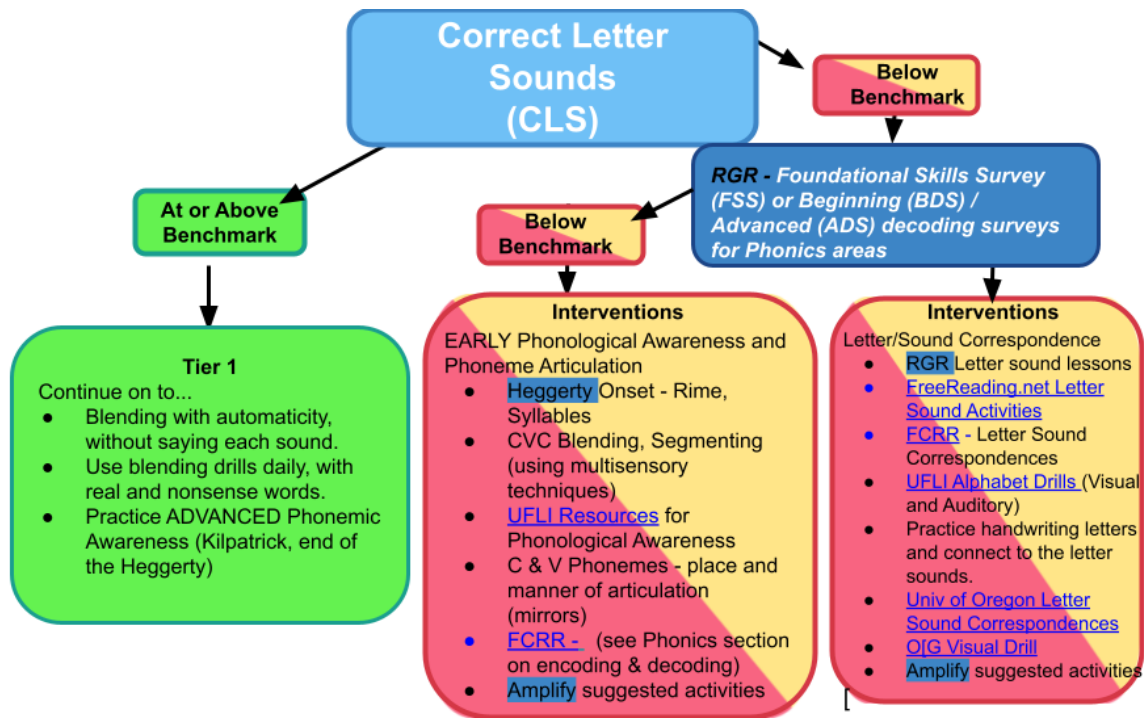 Correct Letter
Sounds
(CLS)
Below
Benchmark
At or Above
Benchmark
RGR - Foundational Skills Survey
(FSS) or Beginning (BDS) /
Advanced (ADS) decoding surveys
for Phonics areas
Below
Benchmark
Tier 1
Continue on to...
● Blending with automaticity,
without saying each sound.
● Use blending drills daily, with
real and nonsense words.
● Practice ADVANCED Phonemic
Awareness (Kilpatrick, end of
the Heggerty)
Interventions
EARLY Phonological Awareness and
Phoneme Articulation
● Heggerty Onset - Rime,
Syllables
● CVC Blending, Segmenting
(using multisensory
techniques)
● UFLI Resources for
Phonological Awareness
● C & V Phonemes - place and
manner of articulation
(mirrors)
● FCRR - (see Phonics section
on encoding & decoding)
● Amplify suggested activities
Interventions
Letter/Sound Correspondence
● RGR Letter sound lessons
● FreeReading.net Letter
Sound Activities
● FCRR - Letter Sound
Correspondences
● UFLI Alphabet Drills (Visual
and Auditory)
● Practice handwriting letters
and connect to the letter
sounds.
● Univ of Oregon Letter
Sound Correspondences
● O[G Visual Drill
● Amplify suggested activities
[